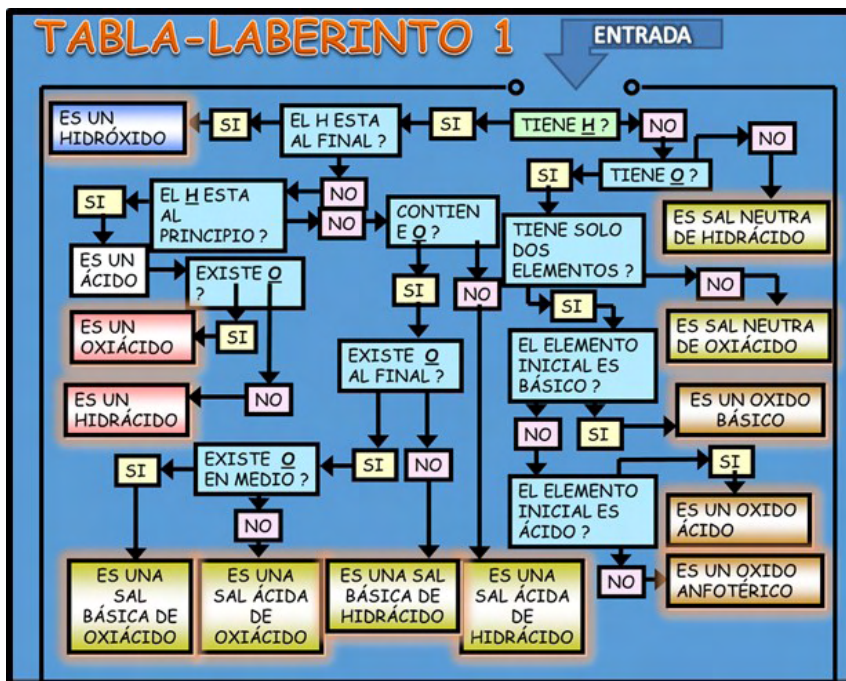 TABLA-LABERINTO 1
ENTRADA
ES UN
HIDRÓXIDO
SI
EL H ESTA
AL FINAL ?
SI
TIENE H ?
NO
NO
TIENE O ?
SI
NO
EL H ESTA
AL
PRINCIPIO ?
SI
NO
CONTIEN
E O ?
TIENE SOLO
DOS
ELEMENTOS ?
ES SAL NEUTRA
DE HIDRÁCIDO
ES UN
ÁCIDO
EXISTE O
?
SI
NO
SI
NO
ES UN
OXIÁCIDO
SI
EXISTE O
AL FINAL ?
EL ELEMENTO
INICIAL ES
BÁSICO ?
ES SAL NEUTRA
DE OXIÁCIDO
ES UN
HIDRÁCIDO
NO
NO
SI
ES UN OXIDO
BÁSICO
SI
EXISTE O
EN MEDIO ?
SI
NO
EL ELEMENTO
INICIAL ES
ÁCIDO ?
SI
NO
ES UN OXIDO
ÁCIDO
NO
ES UN OXIDO
ANFOTÉRICO
ES UNA
SAL
BÁSICA DE
OXIÁCIDO
ES UNA
SAL ÁCIDA
DE
OXIÁCIDO
ES UNA SAL
BÁSICA DE
HIDRÁCIDO
ES UNA
SAL ÁCIDA
DE
HIDRÁCIDO